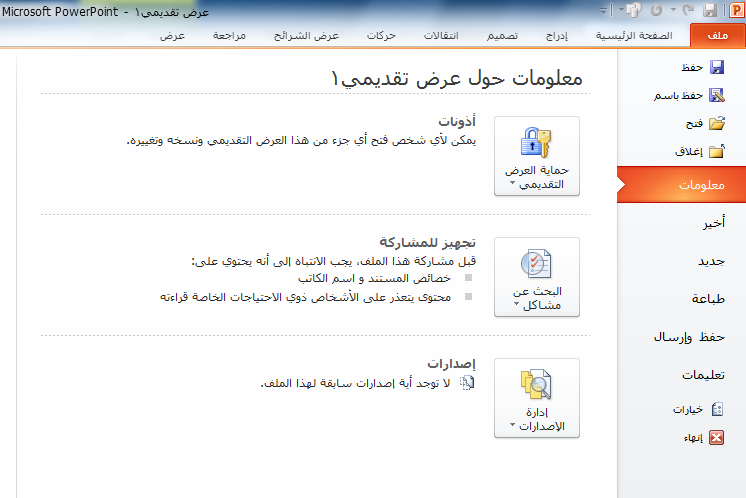 عرض تقديمي١ - Microsoft PowerPoint
ملف
الصفحة الرئيسية
إدراج
تصميم
انتقالات
حركات
عرض الشرائح
مراجعة
عرض
حفظ
حفظ باسم
فتح
إغلاق
معلومات
أخير
جديد
طباعة
حفظ وإرسال
تعليمات
خيارات
إنهاء
معلومات حول عرض تقديمي١
حماية العرض
التقديمي
أذونات
يمكن لأي شخص فتح أي جزء من هذا العرض التقديمي ونسخه وتغييره.
البحث عن
مشاكل
تجهيز للمشاركة
قبل مشاركة هذا الملف، يجب الانتباه إلى أنه يحتوي على:
خصائص المستند و اسم الكاتب
محتوى يتعذر على الأشخاص ذوي الاحتياجات الخاصة قراءته
إدارة
الإصدارات
إصدارات
لا توجد أية إصدارات سابقة لهذا الملف.